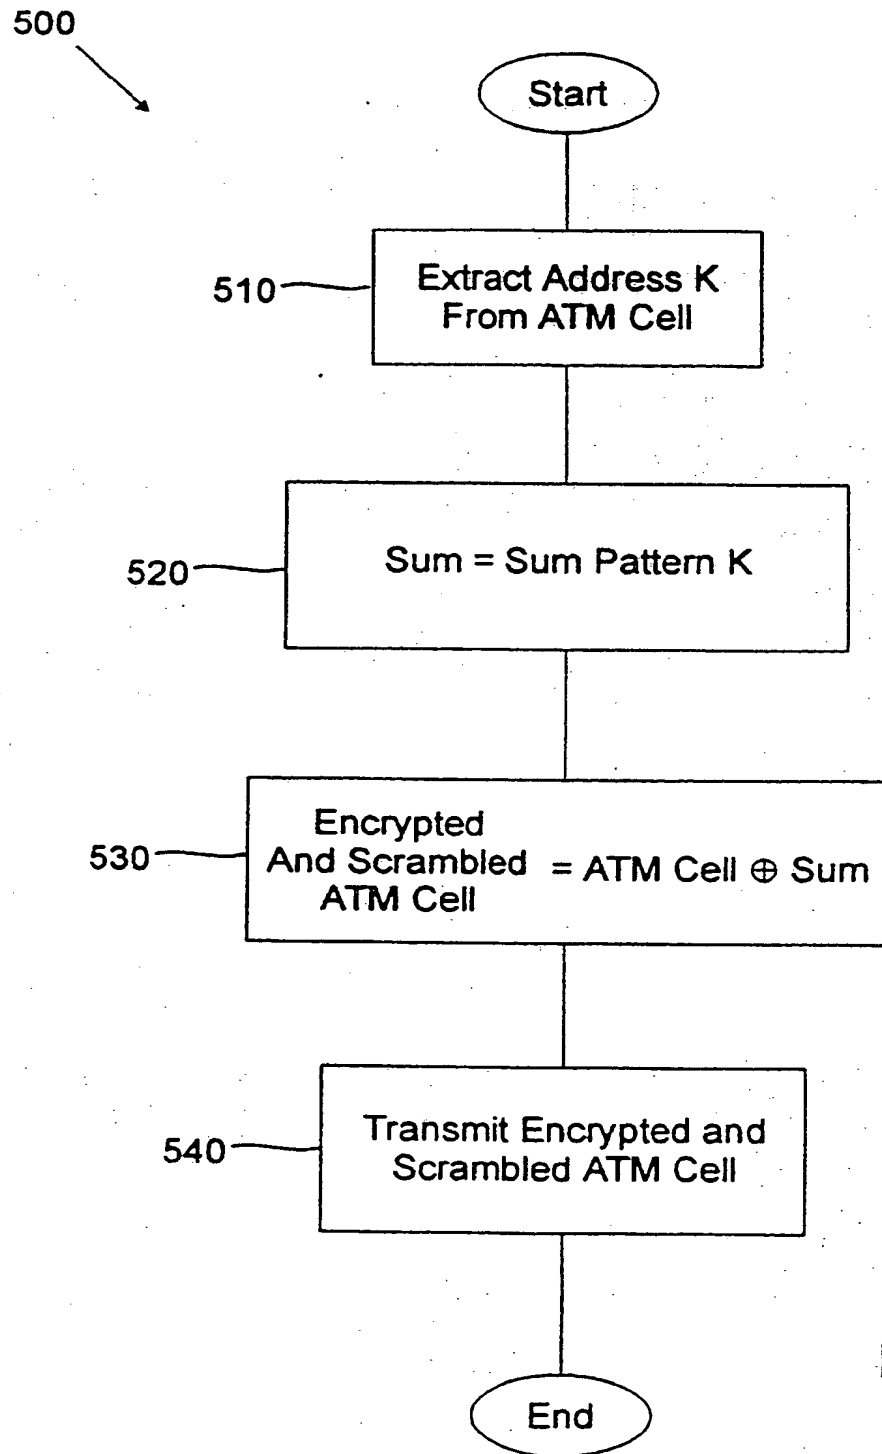 500
Start
510
Extract Address K
From ATM Cell
520
Sum = Sum Pattern K
530
Encrypted
And Scrambled = ATM Cell ⊕ Sum
ATM Cell
540
Transmit Encrypted and
Scrambled ATM Cell
End